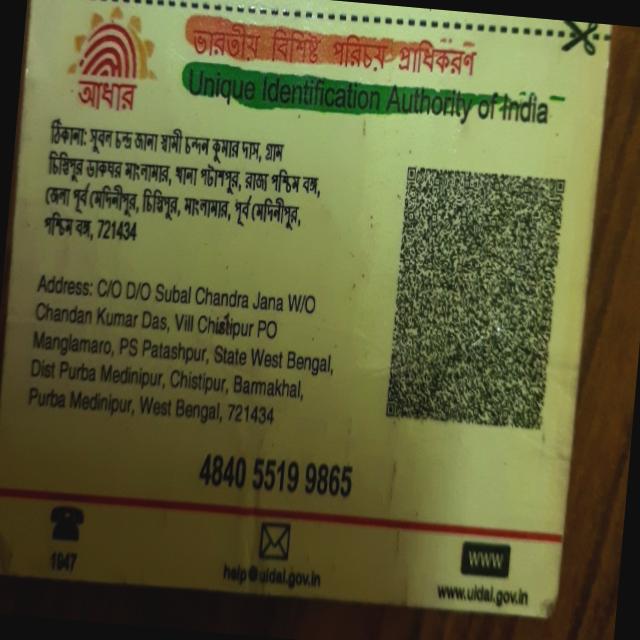 ভারতীয় বিশিষ্ট পরিচয় প্রাধিকরণ
Unique Identification Authority of India
আধার
ঠিকানা: সুবল চন্দ্র জানা স্বামী চন্দন কুমার দাস, গ্রাম
চিস্তিপুর ডাকঘর মাংলামার, থানা পটাশপুর, রাজ্য পশ্চিম বঙ্গ,
জেলা পূর্ব মেদিনীপুর, চিস্তিপুর, মাংলামার, পূর্ব মেদিনীপুর,
পশ্চিম বঙ্গ, 721434
Address: C/O D/O Subal Chandra Jana W/O
Chandan Kumar Das, Vill Chistipur PO
Manglamaro, PS Patashpur, State West Bengal,
Dist Purba Medinipur, Chistipur, Barmakhal,
Purba Medinipur, West Bengal, 721434
4840 5519 9865
1947
help@uidai.gov.in
www
www.uidai.gov.in